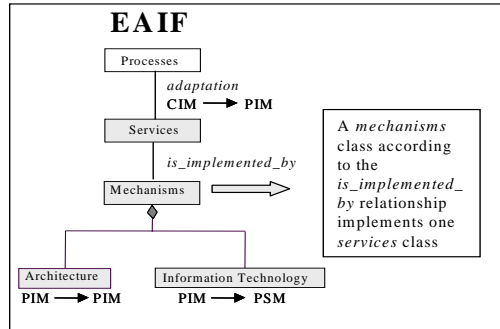 EAIF
Processes
adaptation
CIM PIM
Services
is_implemented_by
Mechanisms
Architecture
PIM PIM
Information Technology
PIM PSM
A mechanisms
class according
to the
is_implemented_
by relationship
implements one
services class